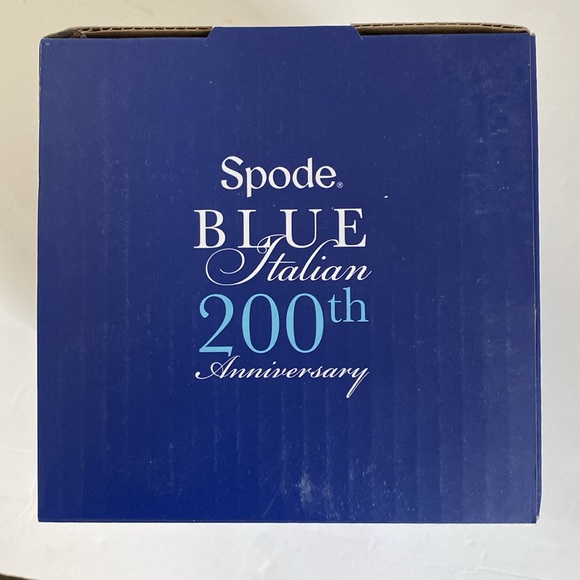 Spode®
BLUE
Italian
200th
Anniversary